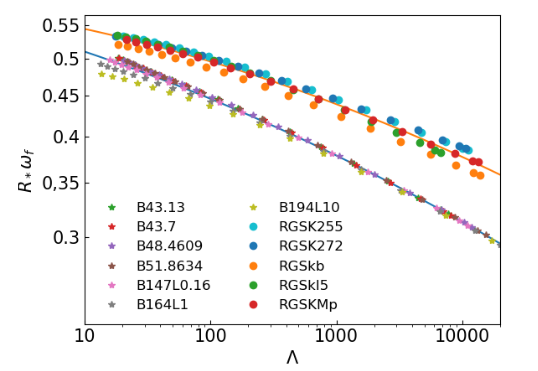 0.55
0.5
0.45
0.4
0.35
0.3
R*ωf
B43.13
B43.7
B48.4609
B51.8634
B147L0.16
B164L1
B194L10
RGSK255
RGSK272
RGSkb
RGSkI5
RGSKMp
10 100 1000 10000
Λ